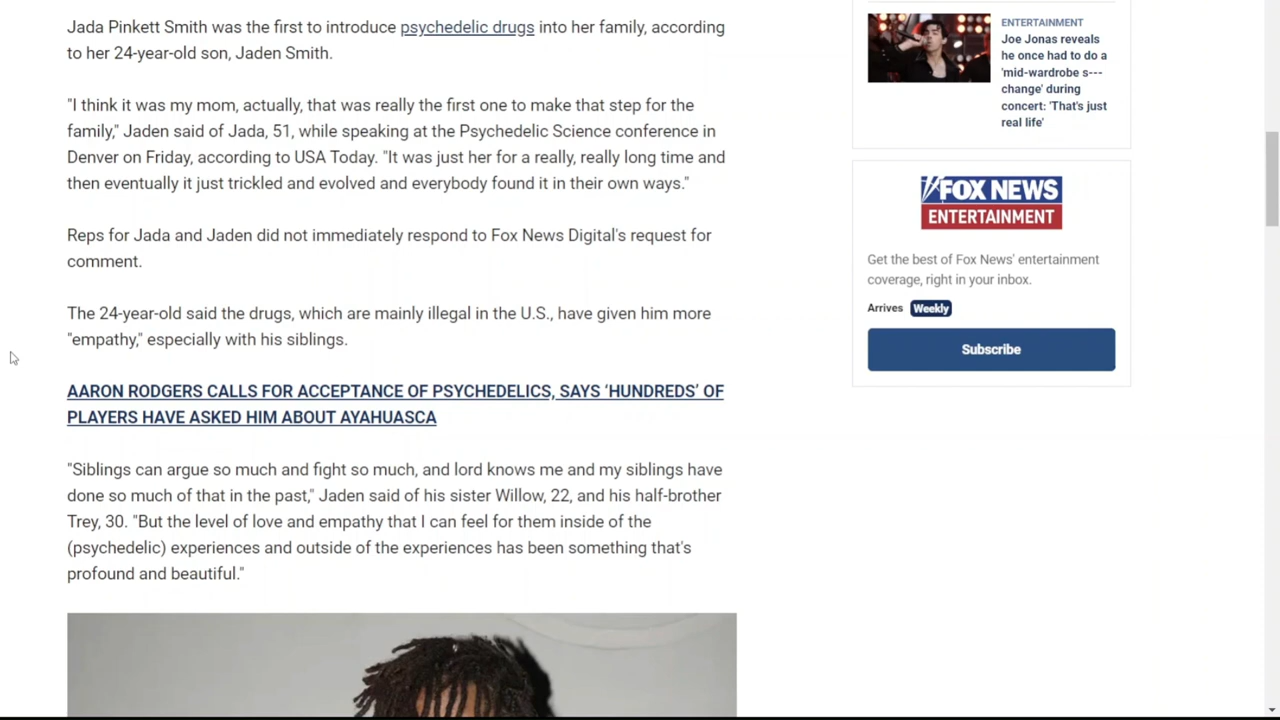 Jada Pinkett Smith was the first to introduce psychedelic drugs into her family, according
to her 24-year-old son, Jaden Smith.
"I think it was my mom, actually, that was really the first one to make that step for the
family," Jaden said of Jada, 51, while speaking at the Psychedelic Science conference in
Denver on Friday, according to USA Today. "It was just her for a really, really long time and
then eventually it just trickled and evolved and everybody found it in their own ways."
Reps for Jada and Jaden did not immediately respond to Fox News Digital's request for
comment.
The 24-year-old said the drugs, which are mainly illegal in the U.S., have given him more
"empathy," especially with his siblings.
AARON RODGERS CALLS FOR ACCEPTANCE OF PSYCHEDELICS, SAYS ‘HUNDREDS’ OF
PLAYERS HAVE ASKED HIM ABOUT AYAHUASCA
"Siblings can argue so much and fight so much, and lord knows me and my siblings have
done so much of that in the past," Jaden said of his sister Willow, 22, and his half-brother
Trey, 30. "But the level of love and empathy that I can feel for them inside of the
(psychedelic) experiences and outside of the experiences has been something that's
profound and beautiful."
ENTERTAINMENT
Joe Jonas reveals
he once had to do a
'mid-wardrobe s---
change' during
concert: 'That's just
real life'
FOX NEWS
ENTERTAINMENT
Get the best of Fox News' entertainment
coverage, right in your inbox.
Arrives Weekly
Subscribe